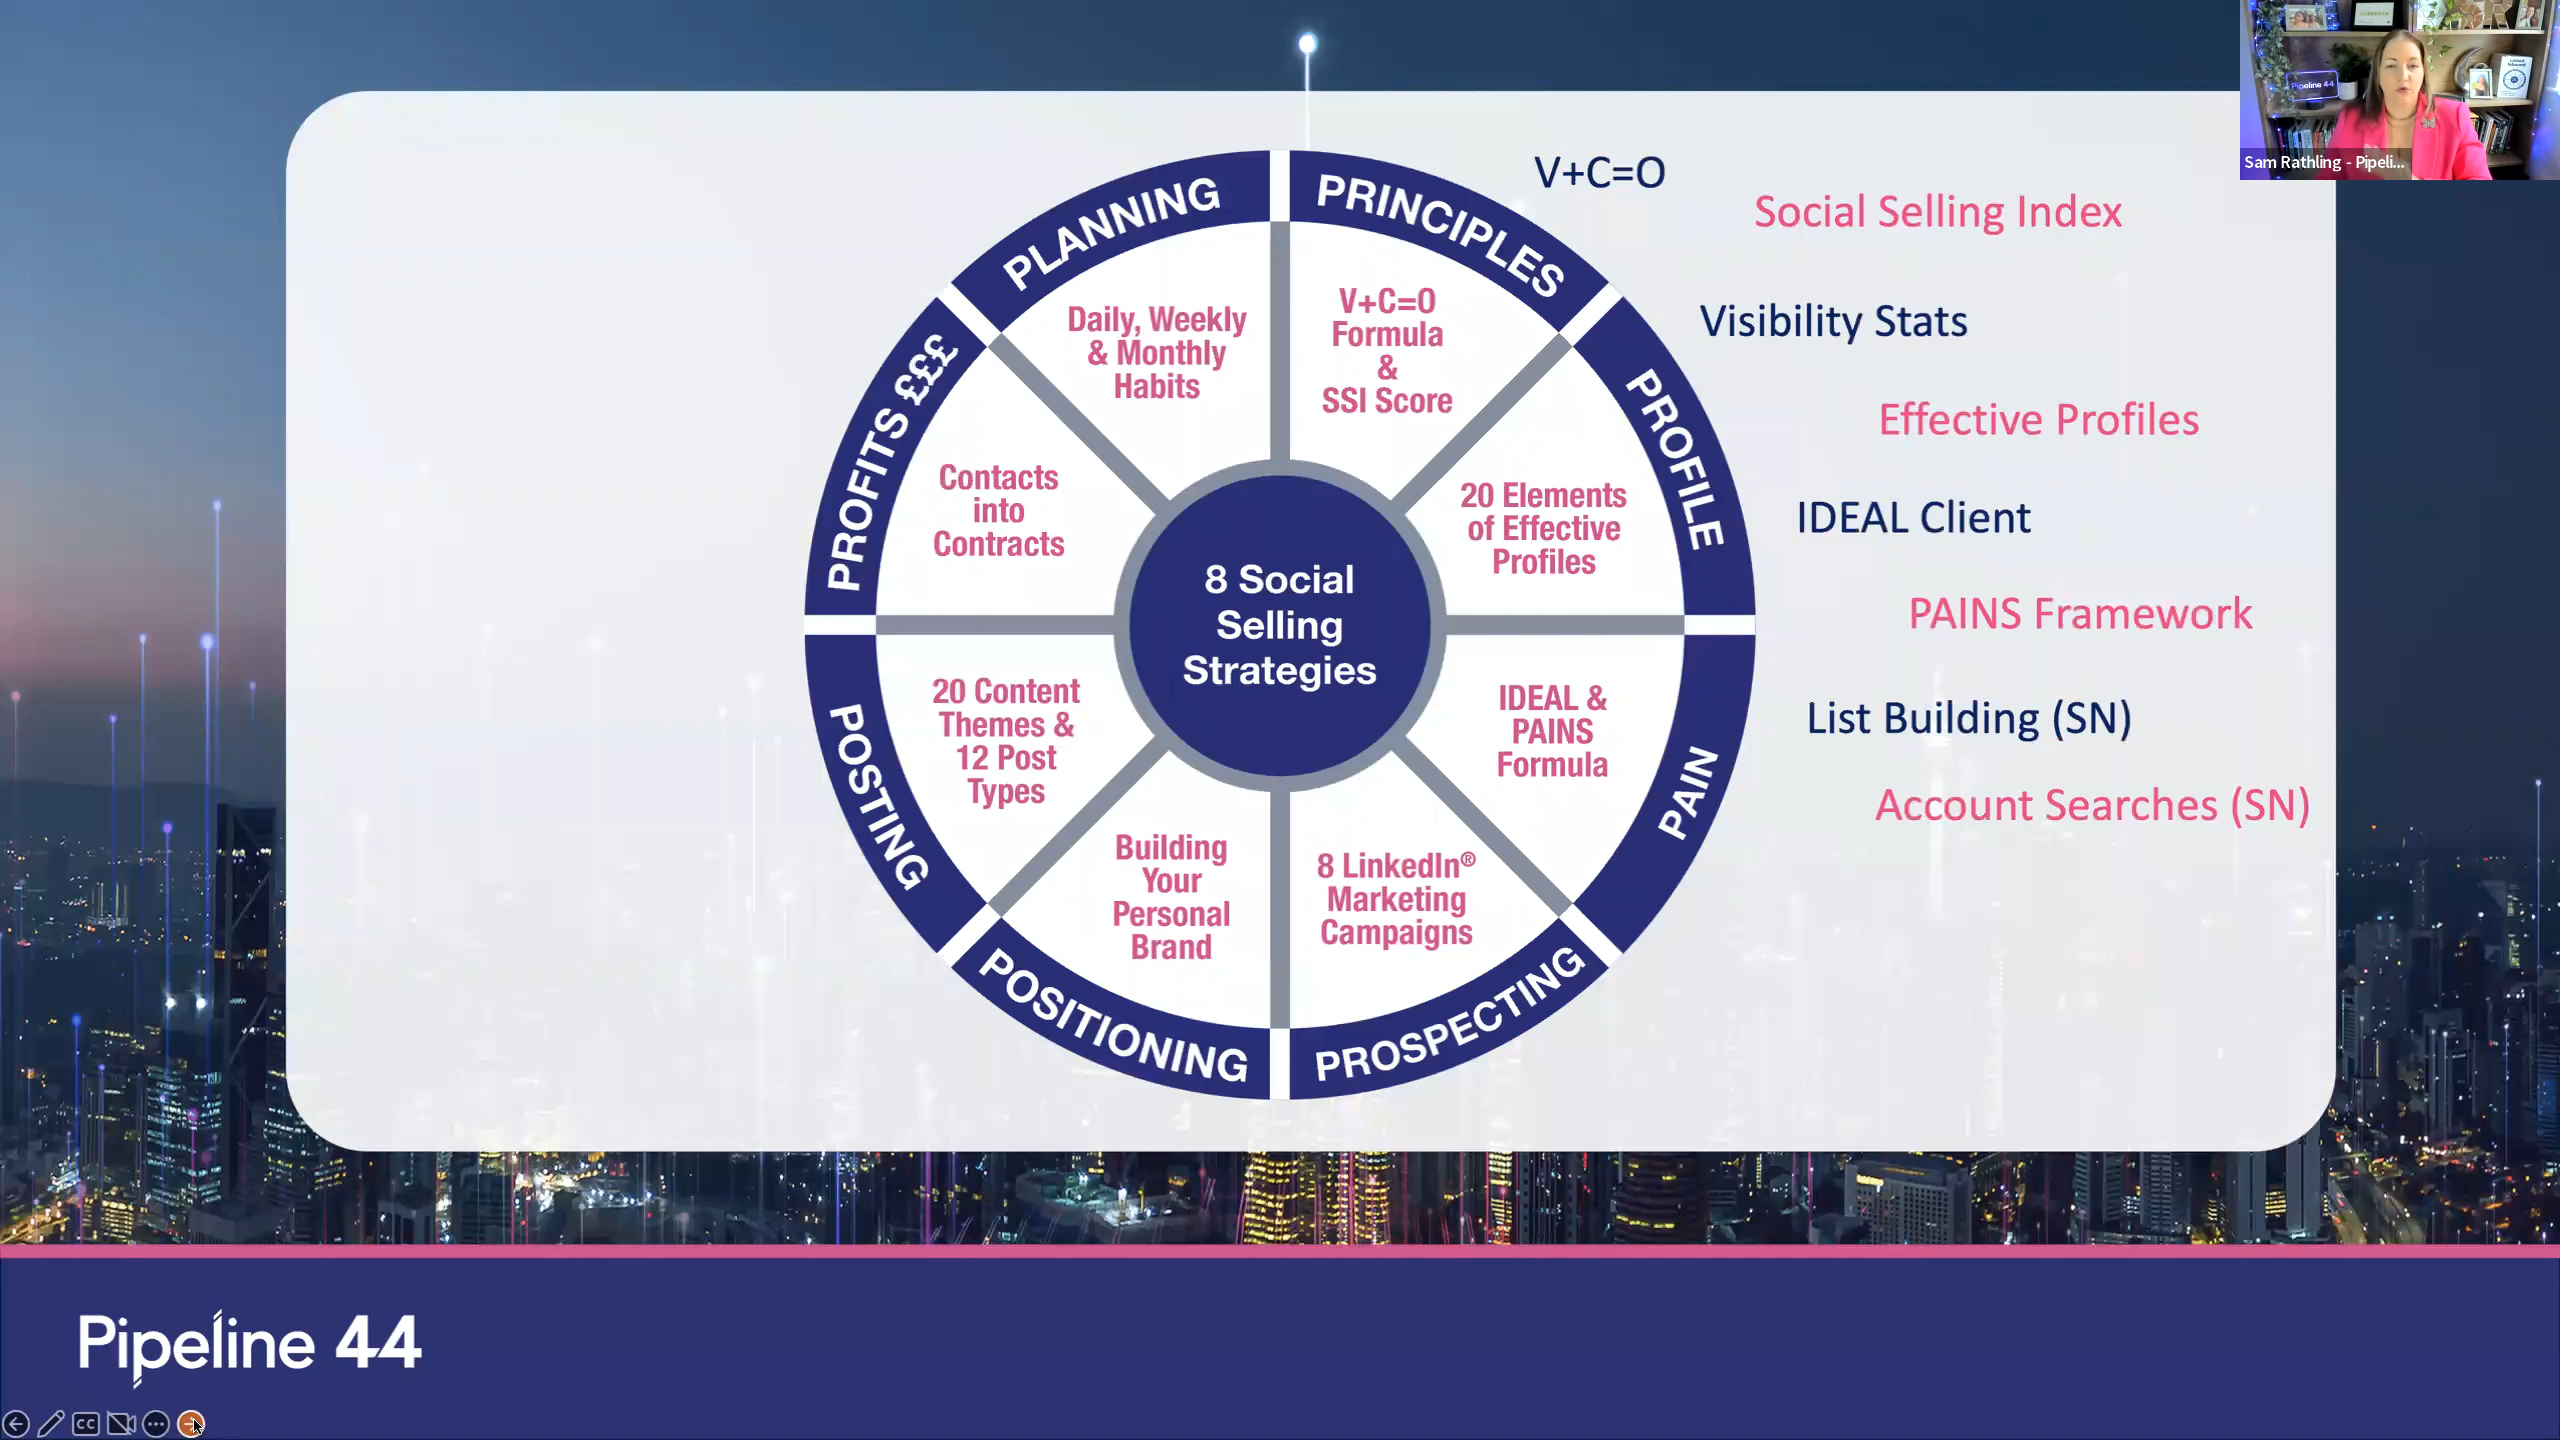 PLANNING
Daily, Weekly
& Monthly
Habits
PRINCIPLES
V+C=O
Formula
&
SSI Score
PROFILE
20 Elements
of Effective
Profiles
PAIN
IDEAL &
PAINS
Formula
PROSPECTING
8 LinkedIn®
Marketing
Campaigns
POSITIONING
Building
Your
Personal
Brand
POSTING
20 Content
Themes &
12 Post
Types
PROFITS £££
Contacts
into
Contracts
8 Social
Selling
Strategies
V+C=O
Social Selling Index
Visibility Stats
Effective Profiles
IDEAL Client
PAINS Framework
List Building (SN)
Account Searches (SN)
Pipeline 44
Sam Rathling - Pipeli...
Pipeline 44
CC